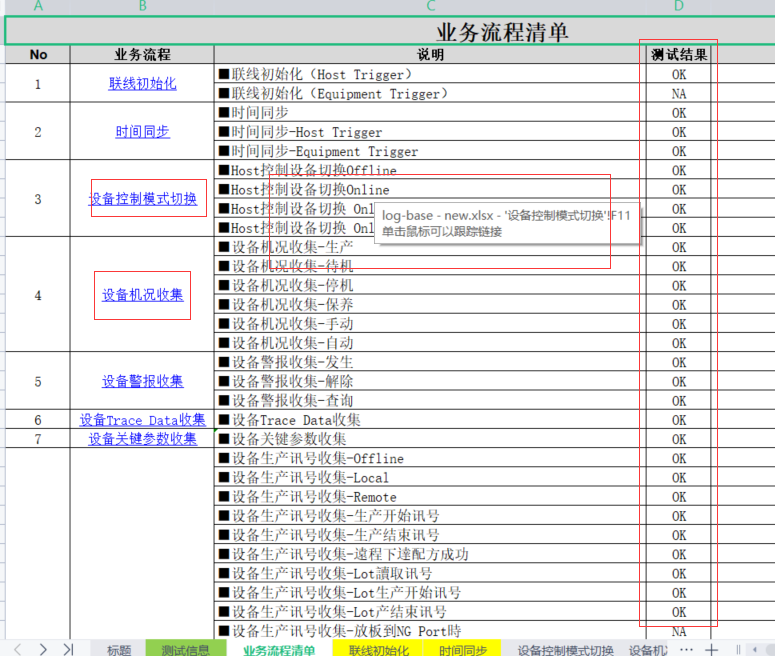 A B C D
业务流程清单
No 业务流程 说明 测试结果
1 联线初始化 ■联线初始化（Host Trigger） OK
■联线初始化（Equipment Trigger） NA
2 时间同步 ■时间同步 OK
■时间同步-Host Trigger OK
■时间同步-Equipment Trigger OK
3 设备控制模式切换 ■Host控制设备切换Offline OK
■Host控制设备切换Online OK
■Host控制设备切换 Onl OK
■Host控制设备切换 Onl OK
log-base - new.xlsx - '设备控制模式切换'!F11
单击鼠标可以跟踪链接
4 设备机况收集 ■设备机况收集-生产 OK
■设备机况收集-待机 OK
■设备机况收集-停机 OK
■设备机况收集-保养 OK
■设备机况收集-手动 OK
■设备机况收集-自动 OK
5 设备警报收集 ■设备警报收集-发生 OK
■设备警报收集-解除 OK
■设备警报收集-查询 OK
6 设备Trace Data收集 ■设备Trace Data收集 OK
7 设备关键参数收集 ■设备关键参数收集 OK
■设备生产讯号收集-Offline OK
■设备生产讯号收集-Local OK
■设备生产讯号收集-Remote OK
■设备生产讯号收集-生产开始讯号 OK
■设备生产讯号收集-生产结束讯号 OK
■设备生产讯号收集-遠程下達配方成功 OK
■设备生产讯号收集-Lot讀取讯号 OK
■设备生产讯号收集-Lot生产开始讯号 OK
■设备生产讯号收集-Lot产结束讯号 OK
■设备生产讯号收集-放板到NG Port時 NA
标题 测试信息 业务流程清单 联线初始化 时间同步 设备控制模式切换 设备机